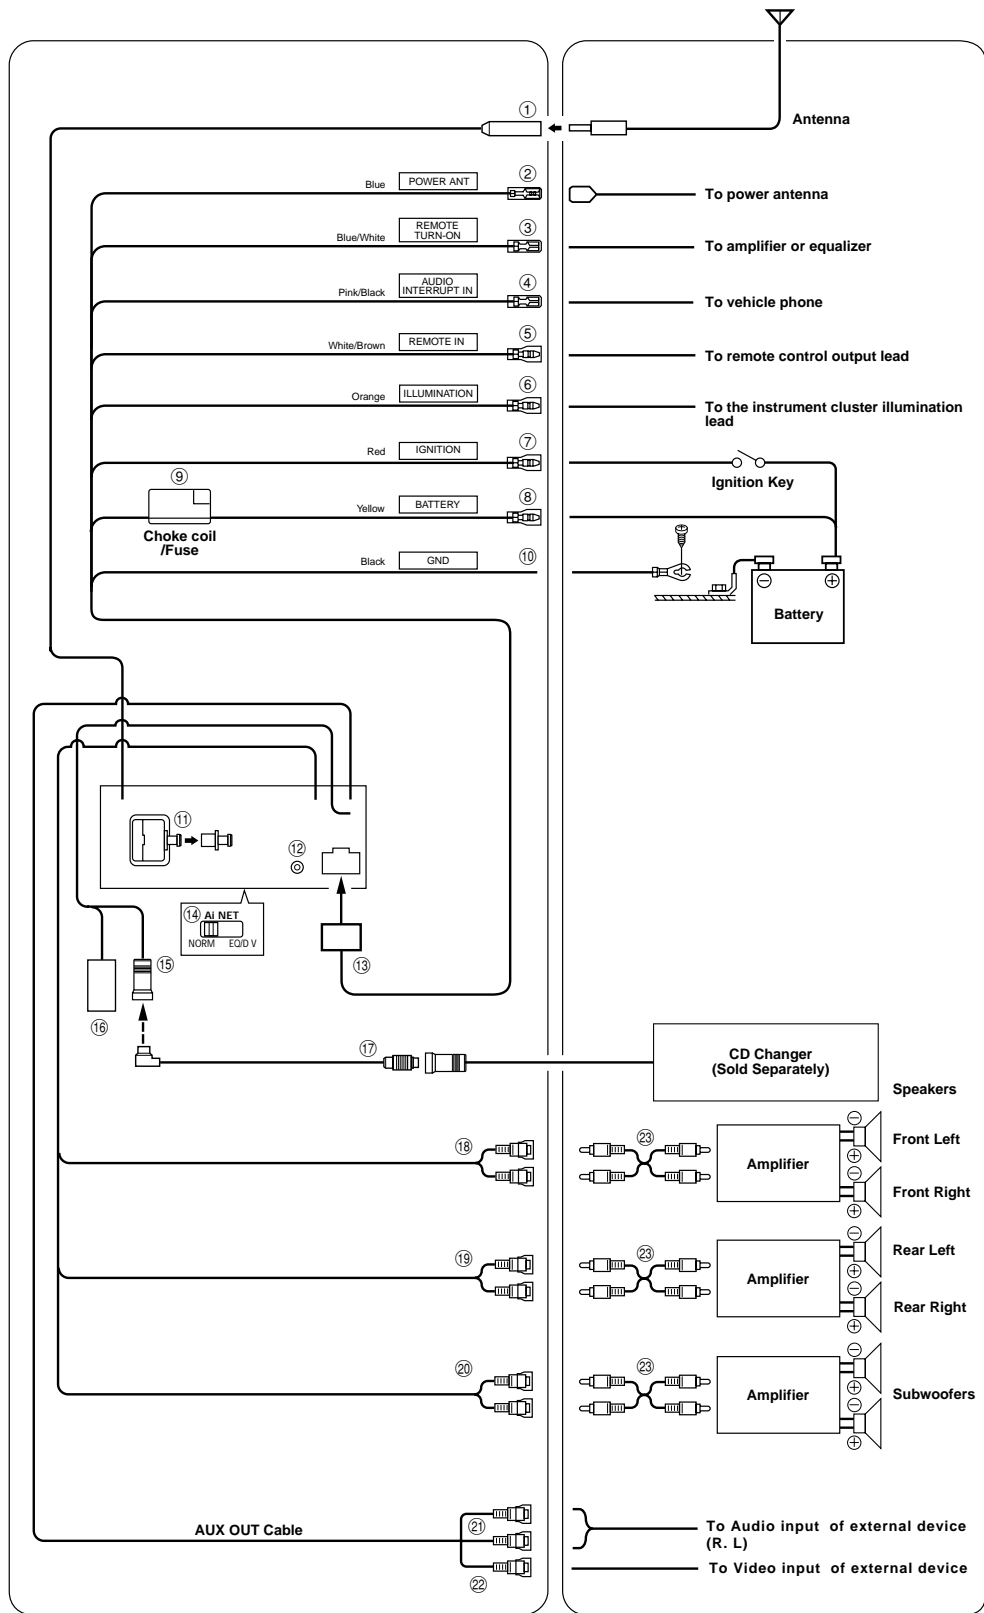 ①
Antenna
②
Blue
POWER ANT
To power antenna
③
Blue/White
REMOTE
TURN-ON
To amplifier or equalizer
④
Pink/Black
AUDIO
INTERRUPT IN
To vehicle phone
⑤
White/Brown
REMOTE IN
To remote control output lead
⑥
Orange
ILLUMINATION
To the instrument cluster illumination
lead
⑦
Red
IGNITION
Ignition Key
⑨
Choke coil
/Fuse
⑧
Yellow
BATTERY
⑩
Black
GND
⊖ ⊕
Battery
⑪
⑫
⑬
⑭ Ai NET
NORM EQ/D V
⑮
⑯
⑰
CD Changer
(Sold Separately)
Speakers
⑱
㉓
Amplifier
⊖
Front Left
⊕
⊖
Front Right
⊕
⑲
㉓
Amplifier
⊖
Rear Left
⊕
⊖
Rear Right
⊕
⑳
㉓
Amplifier
⊖
⊕
Subwoofers
⊖
⊕
AUX OUT Cable
㉑
To Audio input of external device
(R. L)
㉒
To Video input of external device